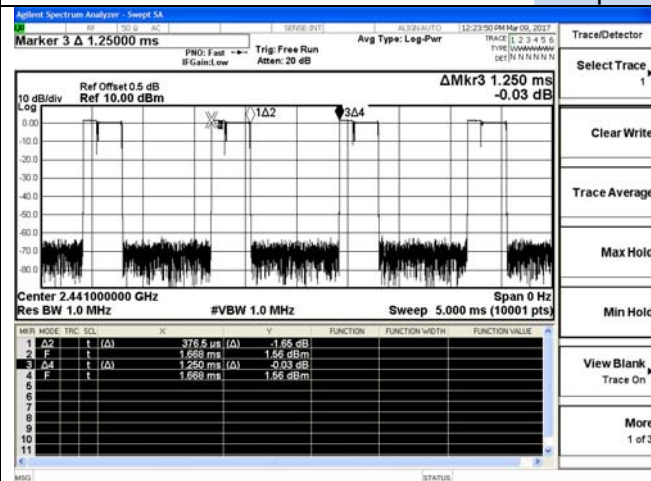 Agilent Spectrum Analyzer - Swept SA
RF 50 Ω AC SENSE:INT ALIGN AUTO 12:23:50 PM Mar 09, 2017
Marker 3 Δ 1.25000 ms
PNO: Fast
IFGain:Low
Trig: Free Run
Atten: 20 dB
Avg Type: Log-Pwr
TRACE 1 2 3 4 5 6
TYPE WWWWWW
DET N N N N N N
Trace/Detector
Select Trace
1
Clear Write
Trace Average
Max Hold
Min Hold
View Blank
Trace On
More
1 of 3
Ref Offset 0.5 dB
10 dB/div Ref 10.00 dBm
Log
ΔMkr3 1.250 ms
-0.03 dB
0.00
-10.0
-20.0
-30.0
-40.0
-50.0
-60.0
-70.0
-80.0
1Δ2
3Δ4
Center 2.441000000 GHz Span 0 Hz
Res BW 1.0 MHz #VBW 1.0 MHz Sweep 5.000 ms (10001 pts)
MKR MODE TRC SCL X Y FUNCTION FUNCTION WIDTH FUNCTION VALUE
1 Δ2 t (Δ) 376.5 µs (Δ) -1.65 dB
2 F t 1.668 ms 1.56 dBm
3 Δ4 t (Δ) 1.250 ms (Δ) -0.03 dB
4 F t 1.668 ms 1.56 dBm
5
6
7
8
9
10
11
MSG STATUS